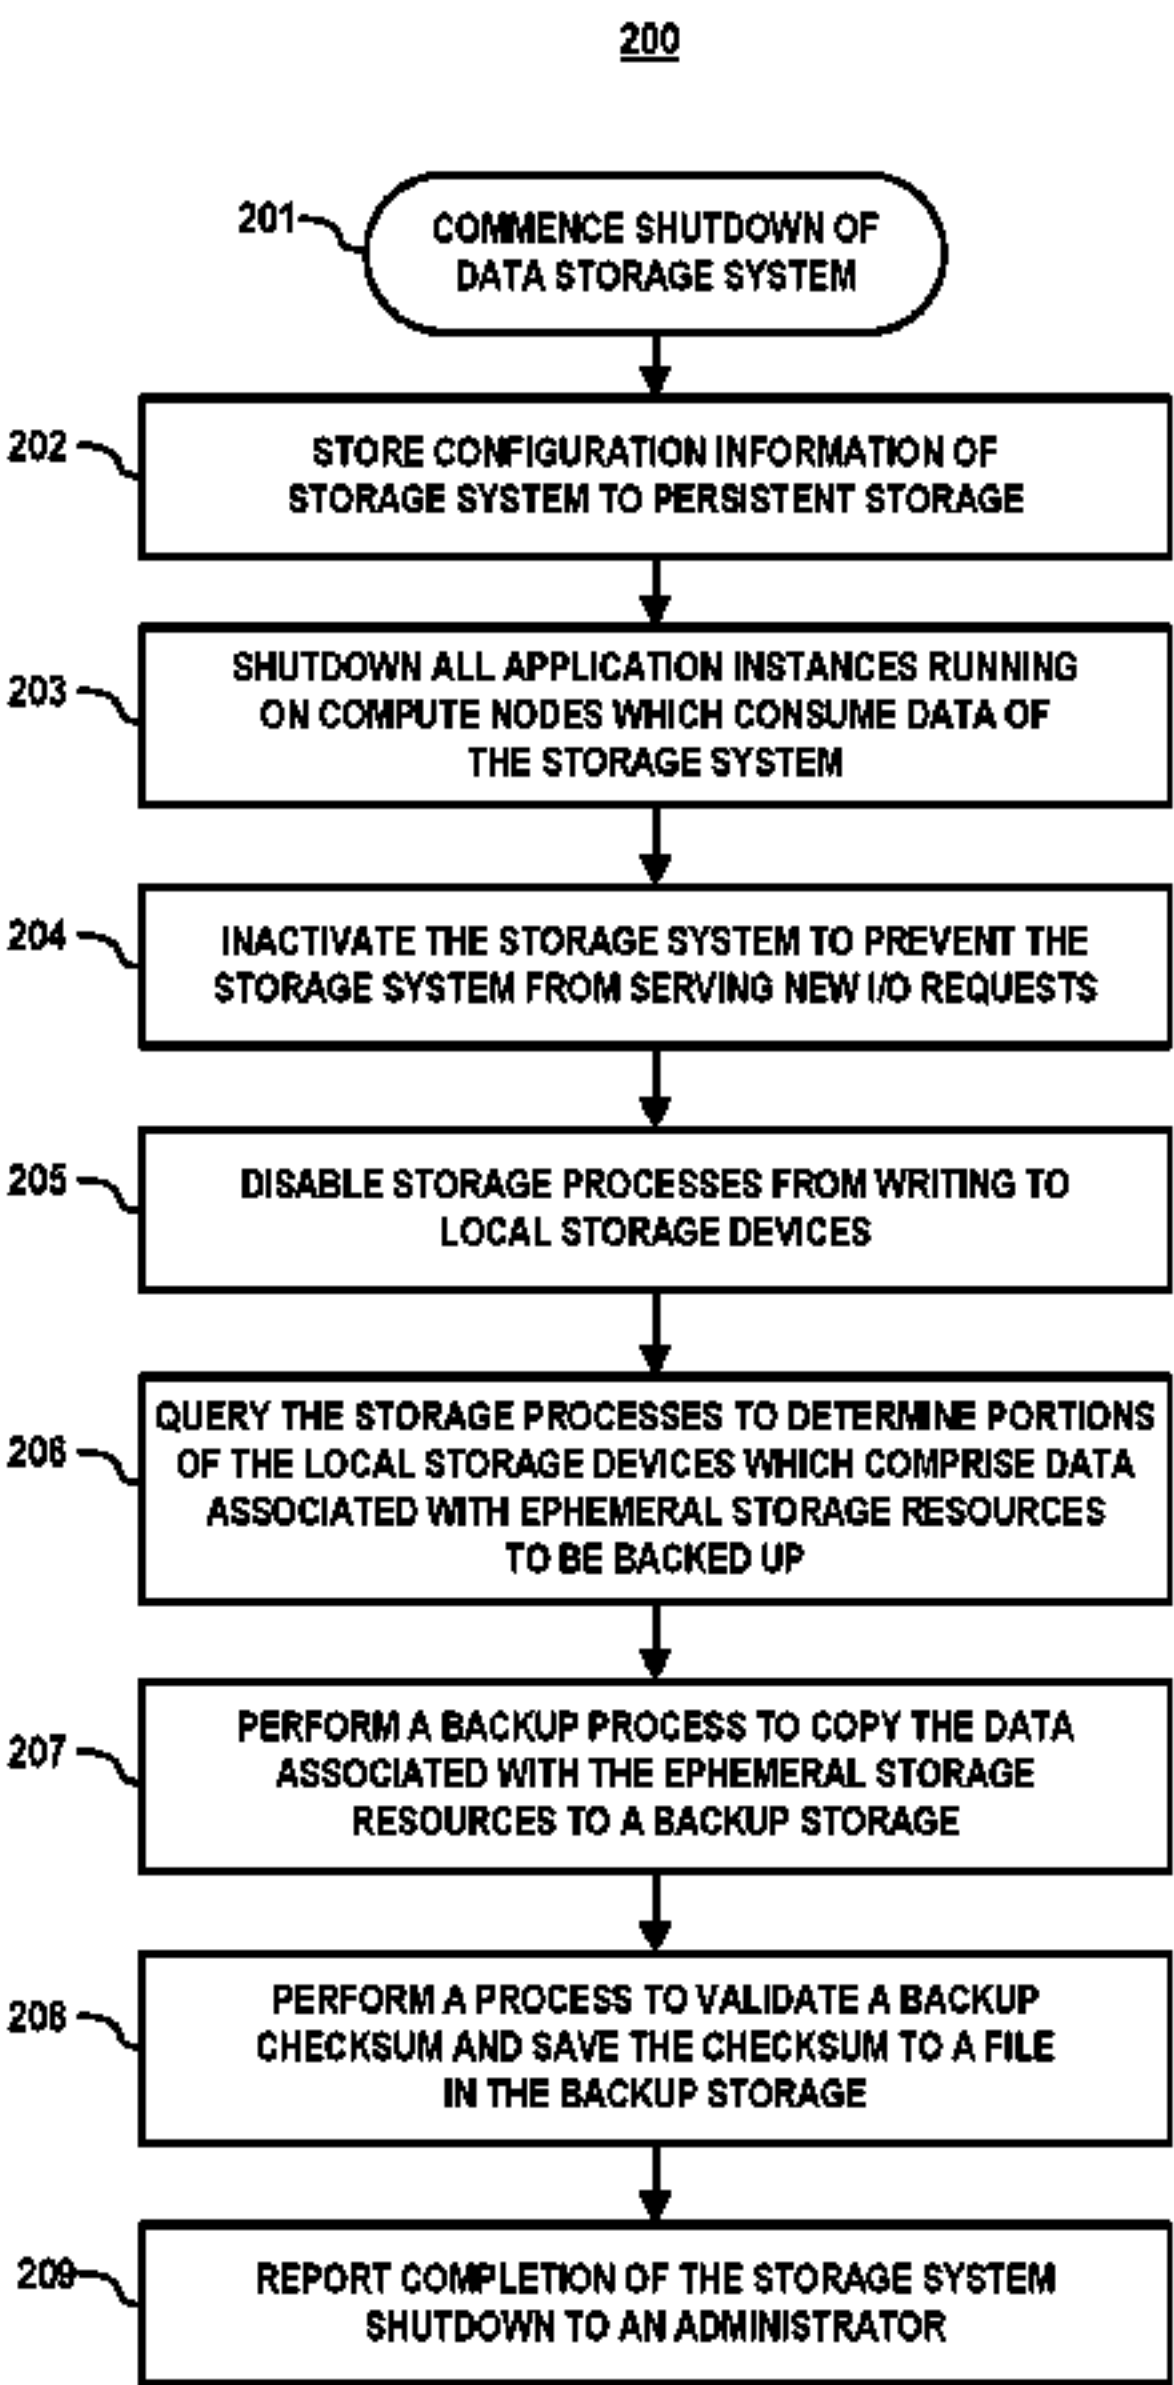 200
201
COMMENCE SHUTDOWN OF
DATA STORAGE SYSTEM
202
STORE CONFIGURATION INFORMATION OF
STORAGE SYSTEM TO PERSISTENT STORAGE
203
SHUTDOWN ALL APPLICATION INSTANCES RUNNING
ON COMPUTE NODES WHICH CONSUME DATA OF
THE STORAGE SYSTEM
204
INACTIVATE THE STORAGE SYSTEM TO PREVENT THE
STORAGE SYSTEM FROM SERVING NEW I/O REQUESTS
205
DISABLE STORAGE PROCESSES FROM WRITING TO
LOCAL STORAGE DEVICES
206
QUERY THE STORAGE PROCESSES TO DETERMINE PORTIONS
OF THE LOCAL STORAGE DEVICES WHICH COMPRISE DATA
ASSOCIATED WITH EPHEMERAL STORAGE RESOURCES
TO BE BACKED UP
207
PERFORM A BACKUP PROCESS TO COPY THE DATA
ASSOCIATED WITH THE EPHEMERAL STORAGE
RESOURCES TO A BACKUP STORAGE
208
PERFORM A PROCESS TO VALIDATE A BACKUP
CHECKSUM AND SAVE THE CHECKSUM TO A FILE
IN THE BACKUP STORAGE
209
REPORT COMPLETION OF THE STORAGE SYSTEM
SHUTDOWN TO AN ADMINISTRATOR